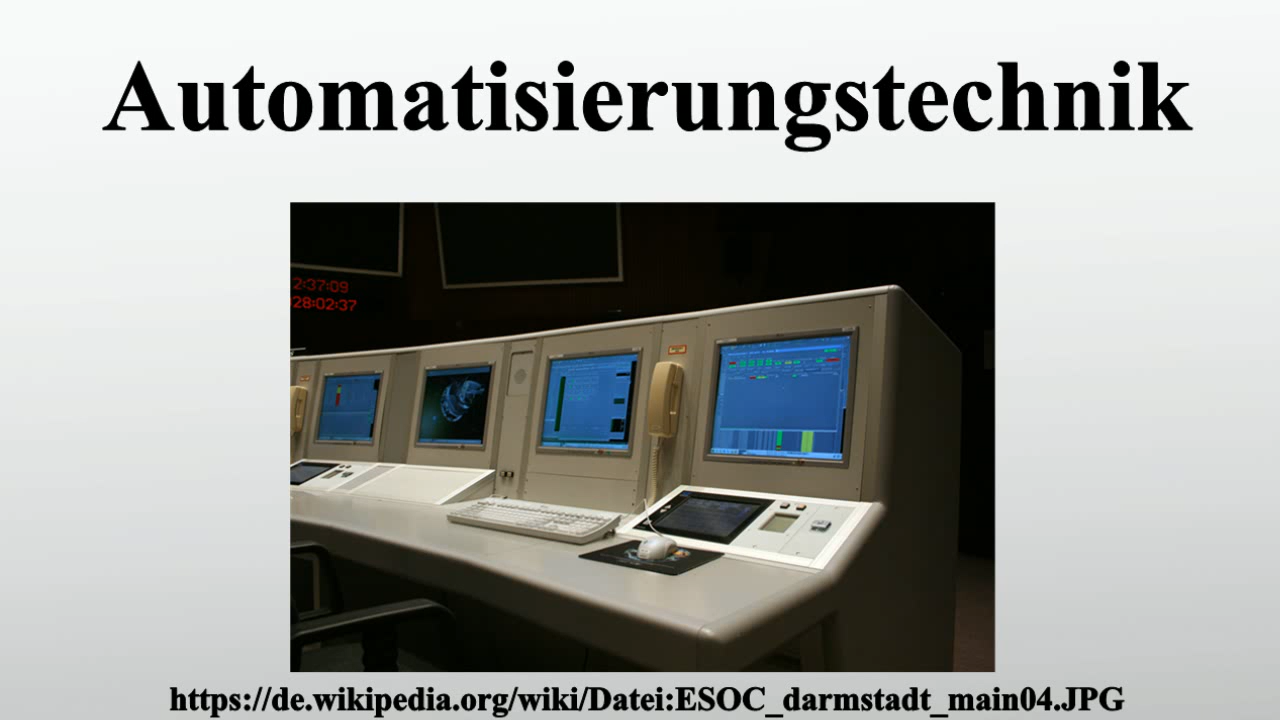 Automatisierungstechnik
2:37:09
28:02:37
https://de.wikipedia.org/wiki/Datei:ESOC_darmstadt_main04.JPG